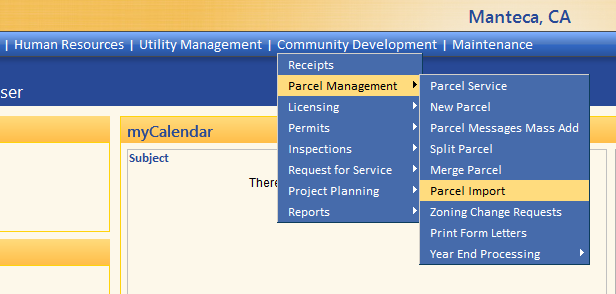 Manteca, CA
| Human Resources | Utility Management | Community Development | Maintenance
ser
Receipts
Parcel Management
Licensing
Permits
Inspections
Request for Service
Project Planning
Reports
Parcel Service
New Parcel
Parcel Messages Mass Add
Split Parcel
Merge Parcel
Parcel Import
Zoning Change Requests
Print Form Letters
Year End Processing
myCalendar
Subject
There